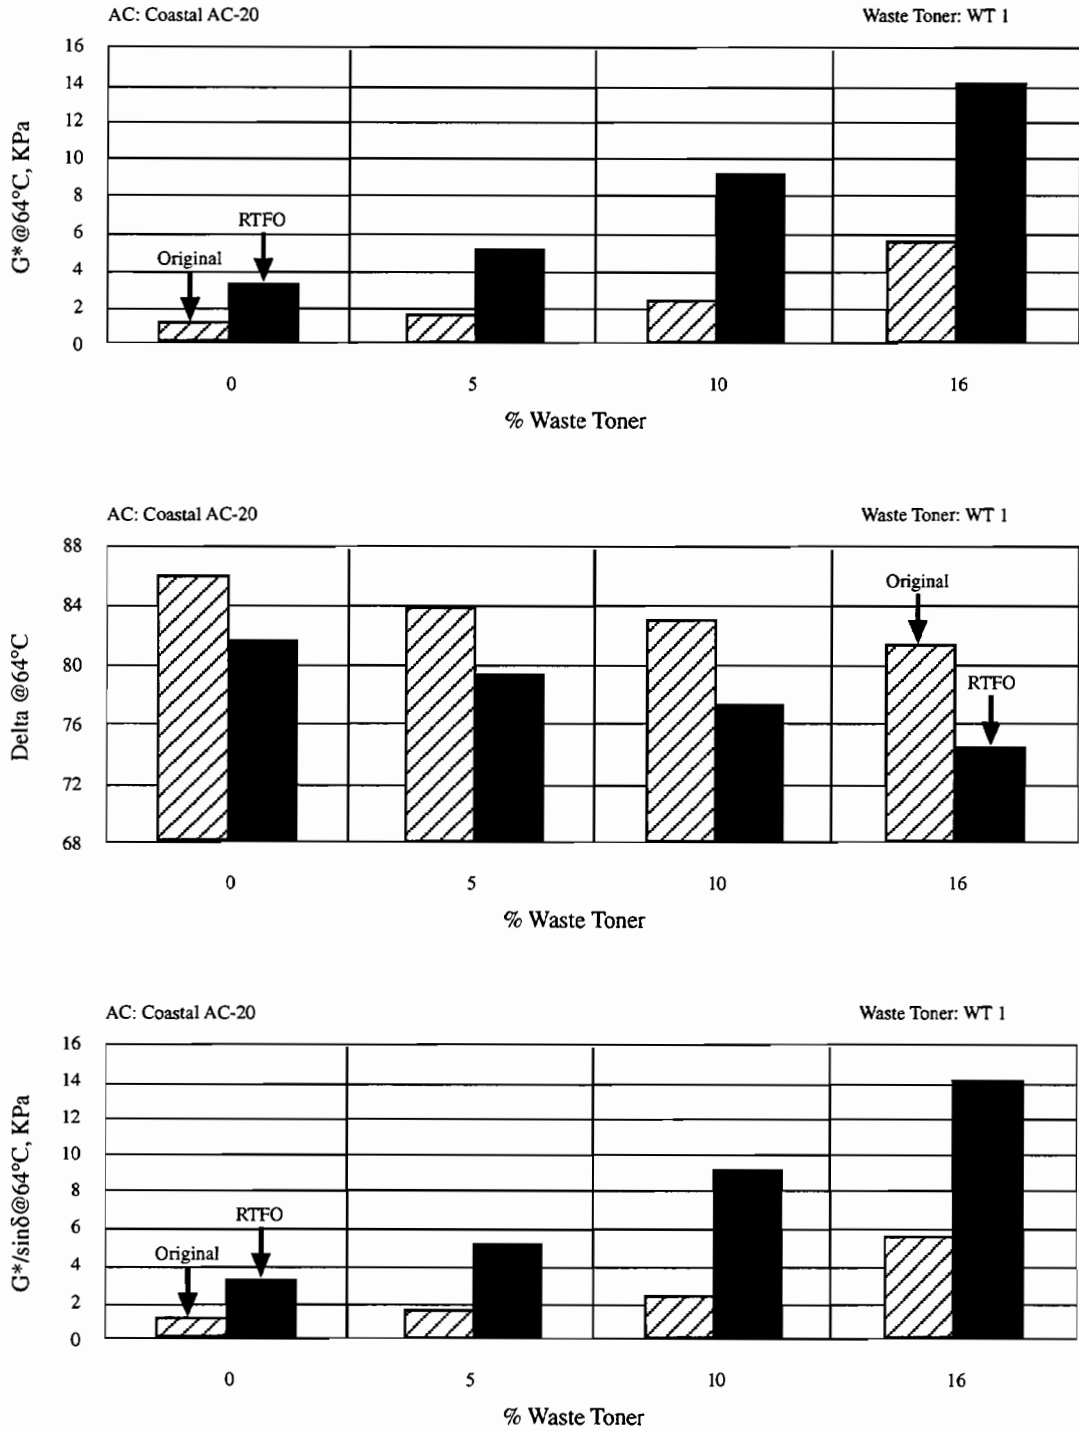 AC: Coastal AC-20
Waste Toner: WT 1
G*@64°C, KPa
16
14
12
10
8
6
4
2
0
Original
RTFO
0
5
10
16
% Waste Toner
AC: Coastal AC-20
Waste Toner: WT 1
Delta @64°C
88
84
80
76
72
68
Original
RTFO
0
5
10
16
% Waste Toner
AC: Coastal AC-20
Waste Toner: WT 1
G*/sinδ@64°C, KPa
16
14
12
10
8
6
4
2
0
Original
RTFO
0
5
10
16
% Waste Toner